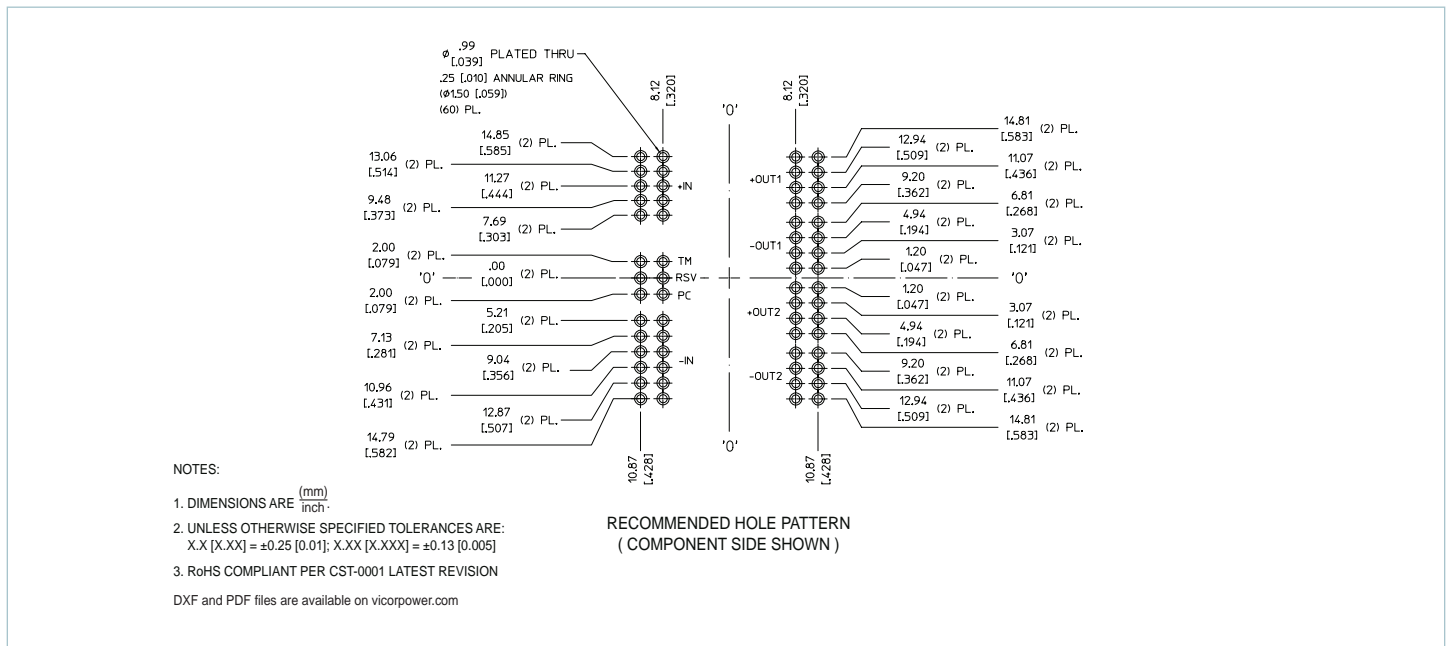 ø .99 PLATED THRU
[.039]
.25 [.010] ANNULAR RING
(ø1.50 [.059])
(60) PL.
8.12
[.320]
'0'
8.12
[.320]
14.85
[.585] (2) PL.
13.06
[.514] (2) PL.
11.27
[.444] (2) PL.
+IN
9.48
[.373] (2) PL.
7.69
[.303] (2) PL.
2.00
[.079] (2) PL.
TM
'0'
.00
[.000] (2) PL.
RSV
2.00
[.079] (2) PL.
PC
5.21
[.205] (2) PL.
7.13
[.281] (2) PL.
9.04
[.356] (2) PL.
-IN
10.96
[.431] (2) PL.
12.87
[.507] (2) PL.
14.79
[.582] (2) PL.
14.81
[.583] (2) PL.
12.94
[.509] (2) PL.
+OUT1
11.07
[.436] (2) PL.
9.20
[.362] (2) PL.
6.81
[.268] (2) PL.
4.94
[.194] (2) PL.
-OUT1
3.07
[.121] (2) PL.
1.20
[.047] (2) PL.
'0'
1.20
[.047] (2) PL.
+OUT2
3.07
[.121] (2) PL.
4.94
[.194] (2) PL.
6.81
[.268] (2) PL.
9.20
[.362] (2) PL.
-OUT2
11.07
[.436] (2) PL.
12.94
[.509] (2) PL.
14.81
[.583] (2) PL.
10.87
[.428]
'0'
10.87
[.428]
NOTES:
1. DIMENSIONS ARE (mm)
inch.
2. UNLESS OTHERWISE SPECIFIED TOLERANCES ARE:
X.X [X.XX] = ±0.25 [0.01]; X.XX [X.XXX] = ±0.13 [0.005]
3. RoHS COMPLIANT PER CST-0001 LATEST REVISION
DXF and PDF files are available on vicorpower.com
RECOMMENDED HOLE PATTERN
( COMPONENT SIDE SHOWN )